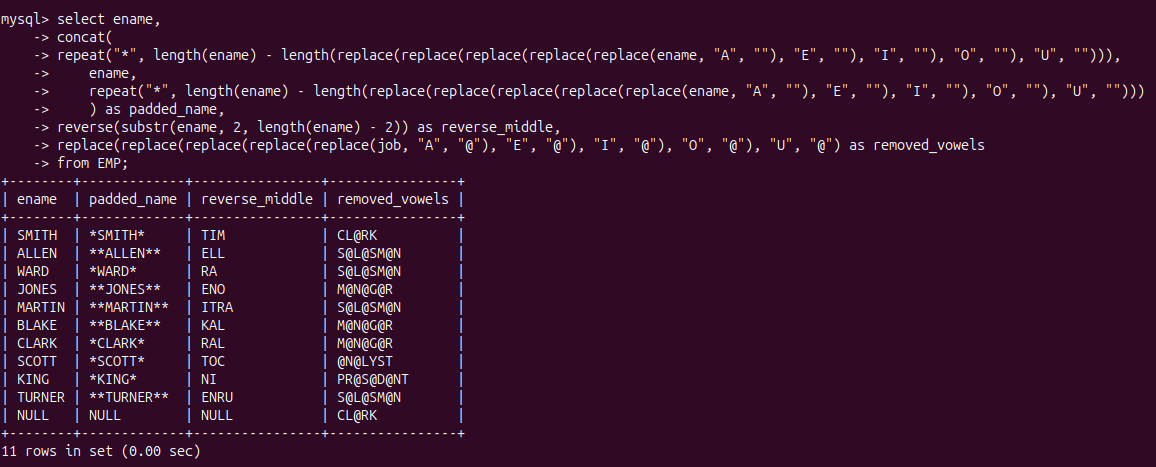 mysql> select ename,
    -> concat(
    -> repeat("*", length(ename) - length(replace(replace(replace(replace(replace(ename, "A", ""), "E", ""), "I", ""), "O", ""), "U", ""))),
    ->     ename,
    ->     repeat("*", length(ename) - length(replace(replace(replace(replace(replace(ename, "A", ""), "E", ""), "I", ""), "O", ""), "U", "")))
    ->     ) as padded_name,
    -> reverse(substr(ename, 2, length(ename) - 2)) as reverse_middle,
    -> replace(replace(replace(replace(replace(job, "A", "@"), "E", "@"), "I", "@"), "O", "@"), "U", "@") as removed_vowels
    -> from EMP;
+--------+-------------+----------------+----------------+
| ename  | padded_name | reverse_middle | removed_vowels |
+--------+-------------+----------------+----------------+
| SMITH  | *SMITH*     | TIM            | CL@RK          |
| ALLEN  | **ALLEN**   | ELL            | S@L@SM@N       |
| WARD   | *WARD*      | RA             | S@L@SM@N       |
| JONES  | **JONES**   | ENO            | M@N@G@R        |
| MARTIN | **MARTIN**  | ITRA           | S@L@SM@N       |
| BLAKE  | **BLAKE**   | KAL            | M@N@G@R        |
| CLARK  | *CLARK*     | RAL            | M@N@G@R        |
| SCOTT  | *SCOTT*     | TOC            | @N@LYST        |
| KING   | *KING*      | NI             | PR@S@D@NT      |
| TURNER | **TURNER**  | ENRU           | S@L@SM@N       |
| NULL   | NULL        | NULL           | CL@RK          |
+--------+-------------+----------------+----------------+
11 rows in set (0.00 sec)